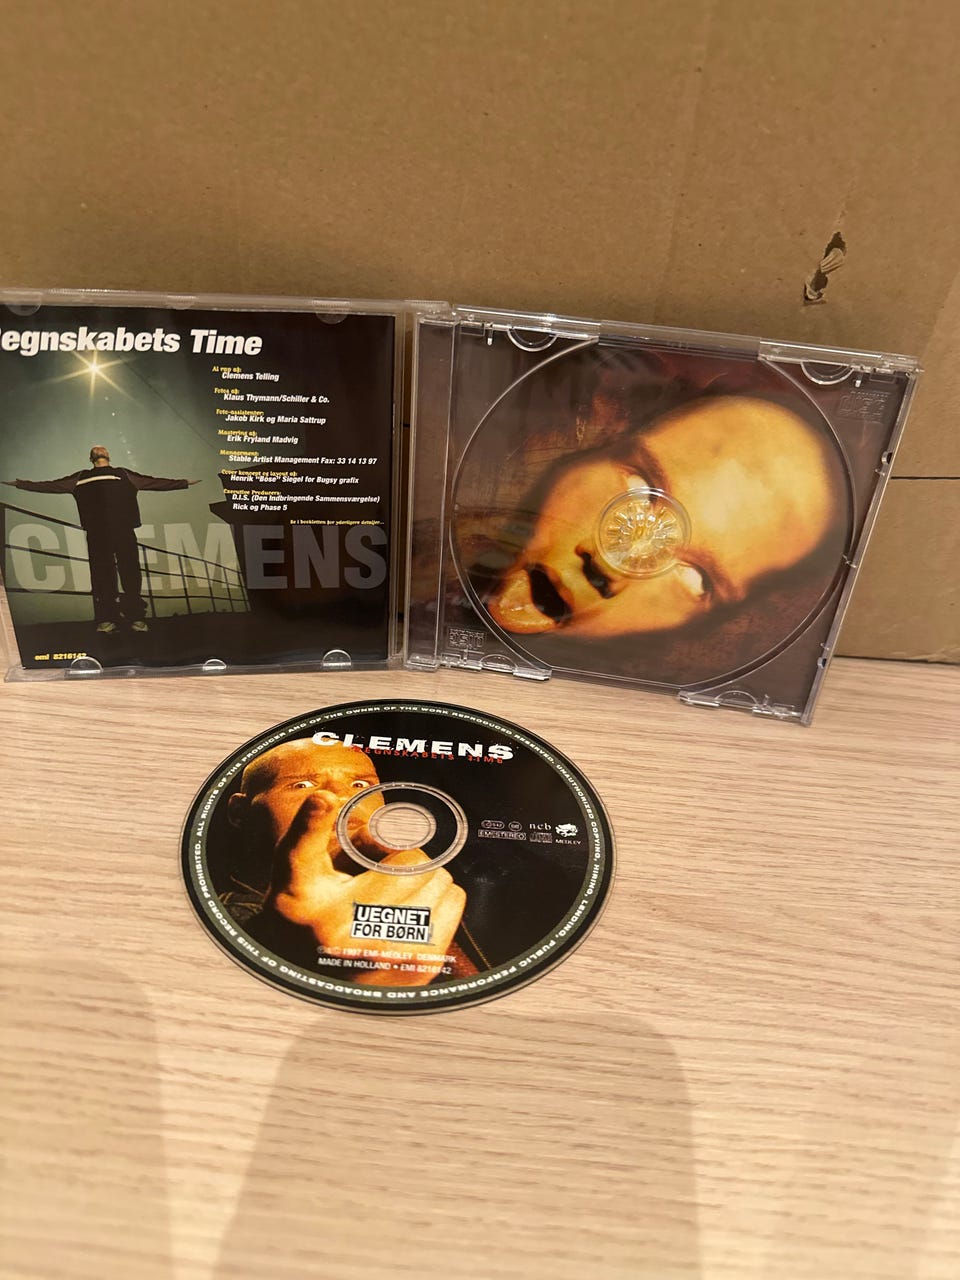 egnskabets Time
Al rap af:
Clemens Telling
Fotos af:
Klaus Thymann/Schiller & Co.
Foto-assistenter:
Jakob Kirk og Maria Sattrup
Mastering af:
Erik Fryland Madvig
Management:
Stable Artist Management Fax: 33 14 13 97
Cover koncept og layout af:
Henrik "Böse" Siegel for Bugsy grafix
Executive Producers:
D.I.S. (Den Indbringende Sammensværgelse)
Rick og Phase 5
Se i bookletten for yderligere detaljer...
CLEMENS
emi 8216142
CLEMENS
REGNSKABETS TIME
ncb
EMI STEREO
MEDLEY
UEGNET
FOR BØRN
℗&© 1997 EMI-MEDLEY DENMARK
MADE IN HOLLAND • EMI 8216142
ALL RIGHTS OF THE PRODUCER AND OF THE OWNER OF THE WORK REPRODUCED RESERVED. UNAUTHORIZED COPYING, HIRING, LENDING, PUBLIC PERFORMANCE AND BROADCASTING OF THIS RECORD PROHIBITED.